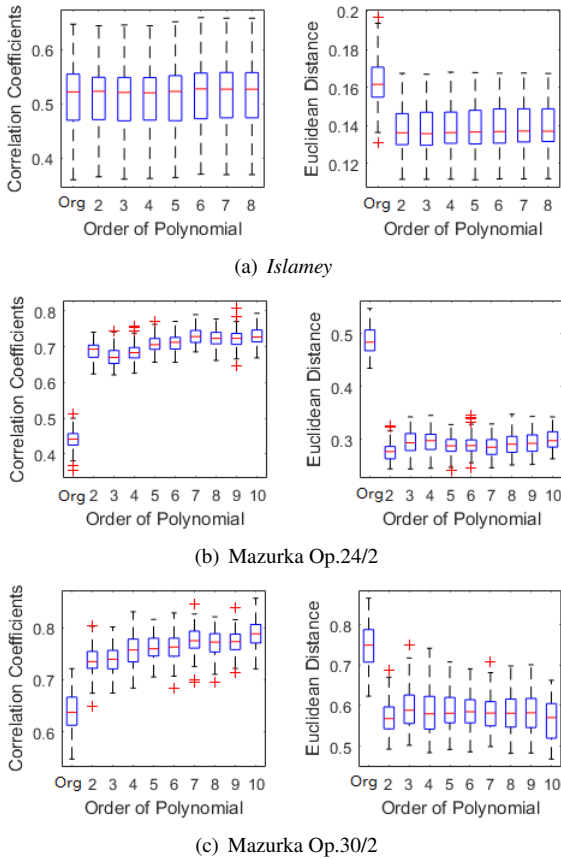 Correlation Coefficients
0.6
0.5
0.4
Org 2 3 4 5 6 7 8
Order of Polynomial
Euclidean Distance
0.2
0.18
0.16
0.14
0.12
Org 2 3 4 5 6 7 8
Order of Polynomial
(a) Islamey
Correlation Coefficients
0.8
0.7
0.6
0.5
0.4
Org 2 3 4 5 6 7 8 9 10
Order of Polynomial
Euclidean Distance
0.5
0.4
0.3
Org 2 3 4 5 6 7 8 9 10
Order of Polynomial
(b) Mazurka Op.24/2
Correlation Coefficients
0.8
0.7
0.6
Org 2 3 4 5 6 7 8 9 10
Order of Polynomial
Euclidean Distance
0.8
0.7
0.6
0.5
Org 2 3 4 5 6 7 8 9 10
Order of Polynomial
(c) Mazurka Op.30/2